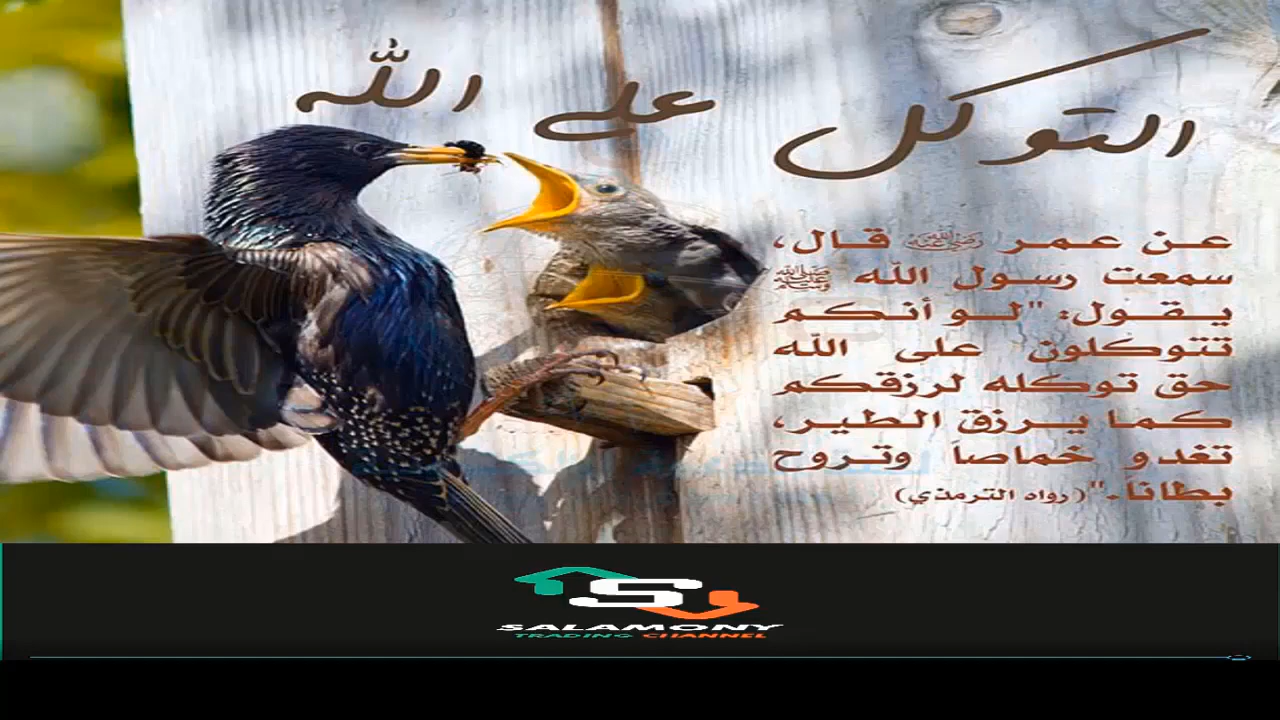 التوكل على الله
عن عمر رضي الله عنه قال،
سمعت رسول الله ﷺ
يقول: "لو أنكم
تتوكلون على الله
حق توكله لرزقكم
كما يرزق الطير،
تغدو خماصاً وتروح
بطاناً." (رواه الترمذي)
SALAMONY
TRADING CHANNEL